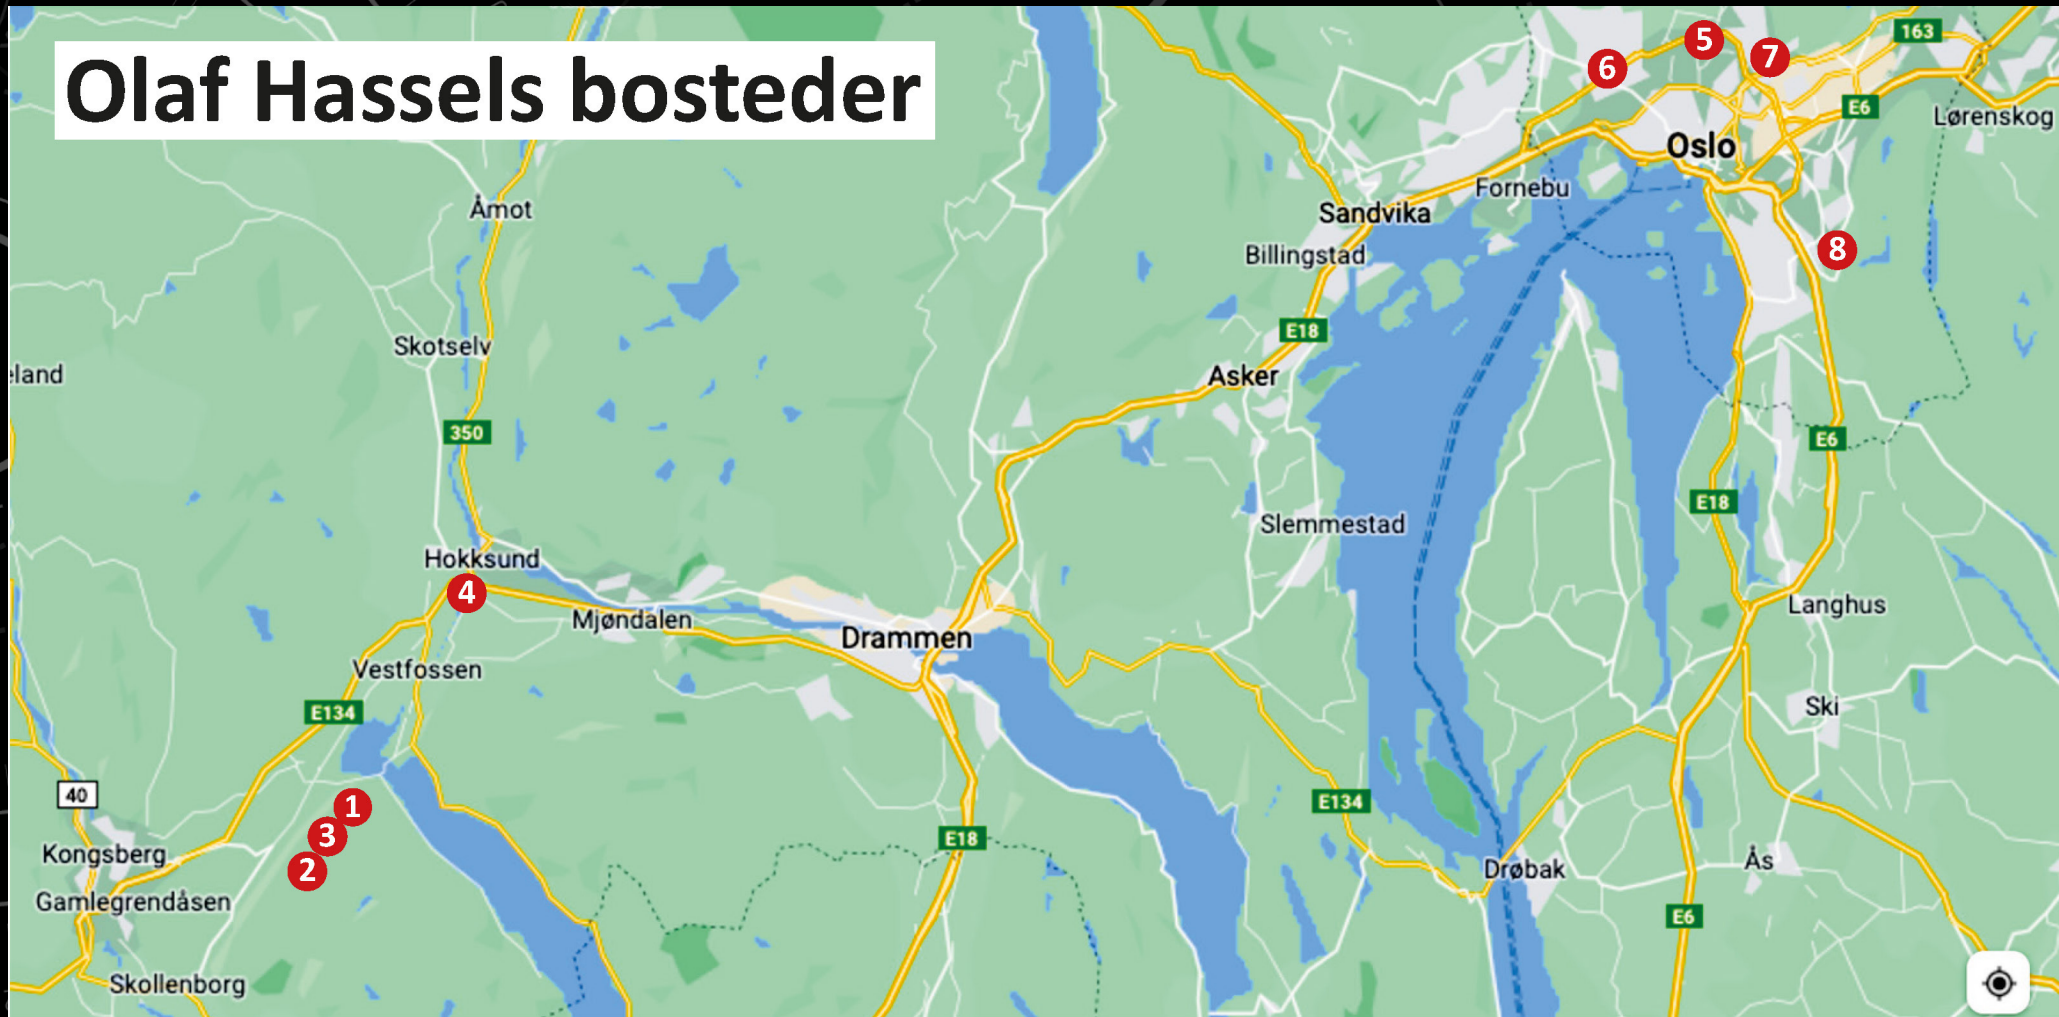 Olaf Hassels bosteder
163
5
7
6
E6
Lørenskog
Oslo
Fornebu
Åmot
Sandvika
8
Billingstad
E18
Skotselv
eland
Asker
350
E6
E18
Slemmestad
Hokksund
4
Mjøndalen
Langhus
Drammen
Vestfossen
E134
Ski
40
1
E134
3
E18
Kongsberg
2
Drøbak
Ås
Gamlegrendåsen
E6
Skollenborg